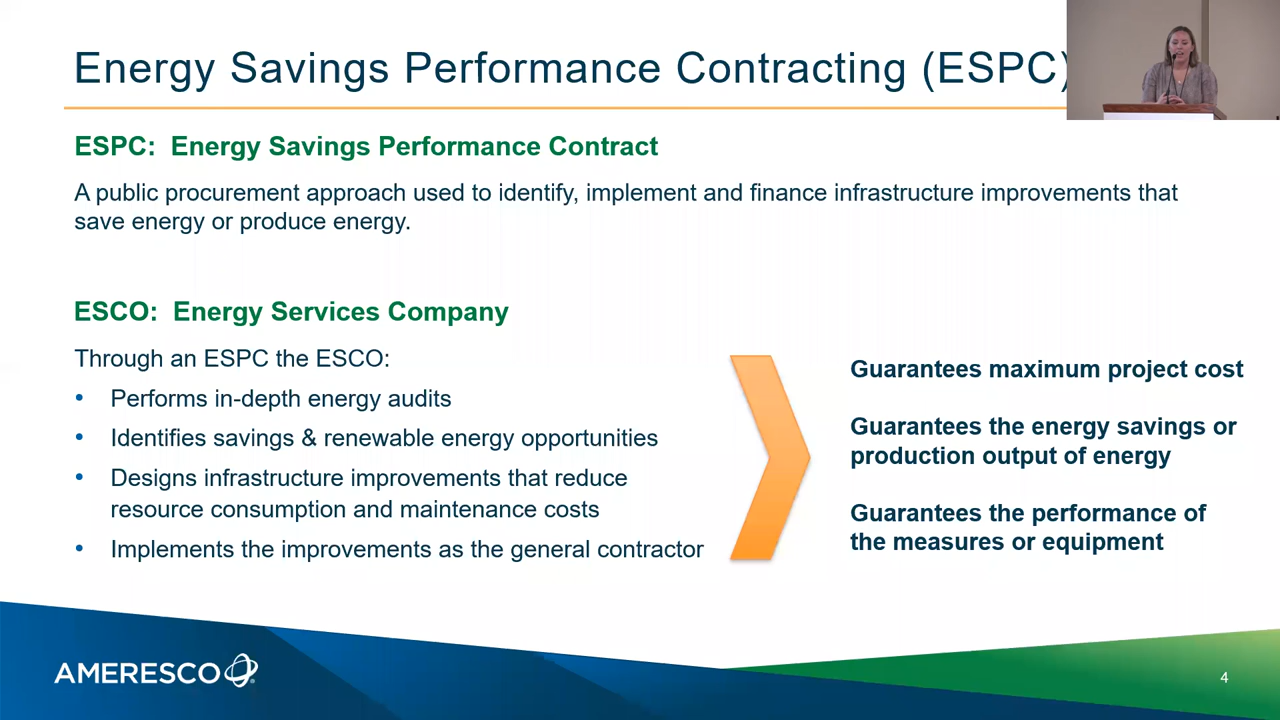 Energy Savings Performance Contracting (ESPC)
ESPC: Energy Savings Performance Contract
A public procurement approach used to identify, implement and finance infrastructure improvements that
save energy or produce energy.
ESCO: Energy Services Company
Through an ESPC the ESCO:
• Performs in-depth energy audits
• Identifies savings & renewable energy opportunities
• Designs infrastructure improvements that reduce
resource consumption and maintenance costs
• Implements the improvements as the general contractor
Guarantees maximum project cost
Guarantees the energy savings or
production output of energy
Guarantees the performance of
the measures or equipment
AMERESCO
4